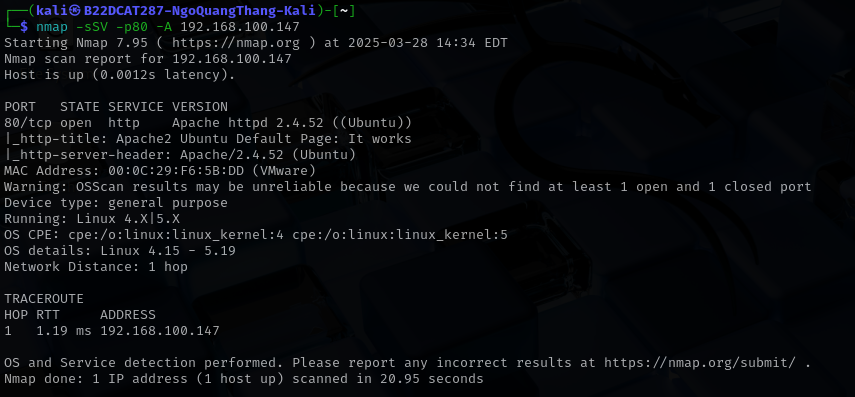 ┌──(kali㉿B22DCAT287-NgoQuangThang-Kali)-[~]
└─$ nmap -sSV -p80 -A 192.168.100.147
Starting Nmap 7.95 ( https://nmap.org ) at 2025-03-28 14:34 EDT
Nmap scan report for 192.168.100.147
Host is up (0.0012s latency).

PORT   STATE SERVICE VERSION
80/tcp open  http    Apache httpd 2.4.52 ((Ubuntu))
|_http-title: Apache2 Ubuntu Default Page: It works
|_http-server-header: Apache/2.4.52 (Ubuntu)
MAC Address: 00:0C:29:F6:5B:DD (VMware)
Warning: OSScan results may be unreliable because we could not find at least 1 open and 1 closed port
Device type: general purpose
Running: Linux 4.X|5.X
OS CPE: cpe:/o:linux:linux_kernel:4 cpe:/o:linux:linux_kernel:5
OS details: Linux 4.15 - 5.19
Network Distance: 1 hop

TRACEROUTE
HOP RTT     ADDRESS
1   1.19 ms 192.168.100.147

OS and Service detection performed. Please report any incorrect results at https://nmap.org/submit/ .
Nmap done: 1 IP address (1 host up) scanned in 20.95 seconds